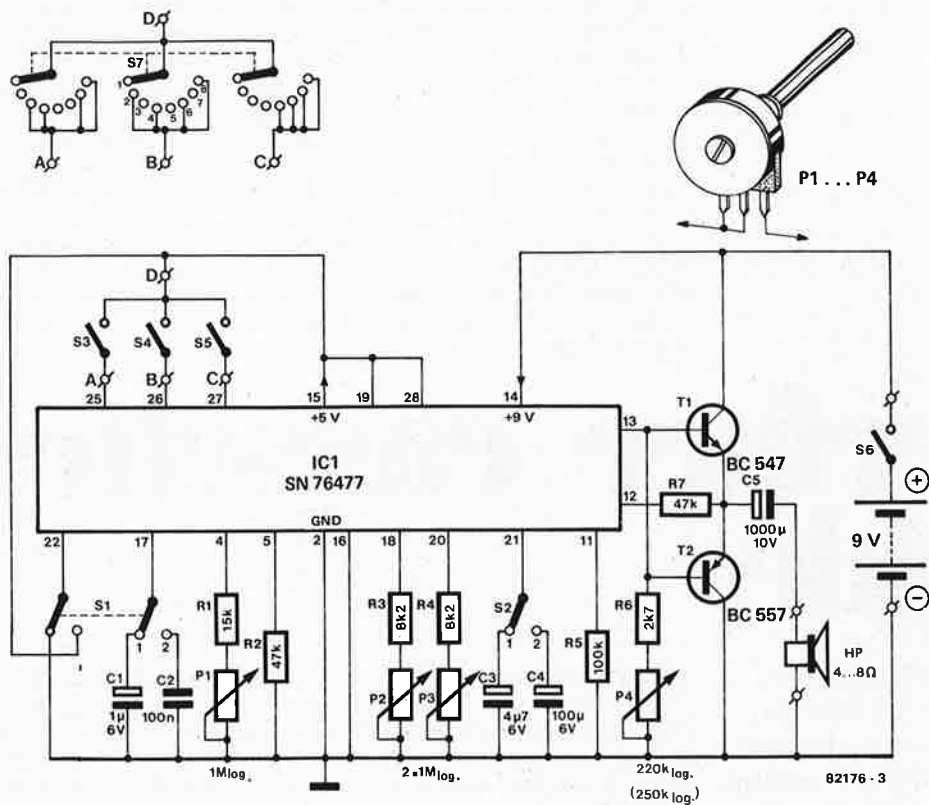 D
S7
1 2 3 4 5 6 7 8
A B C
P1 . . . P4
D
S3 S4 S5
A B C
25 26 27 15 19 28 14
+5 V +9 V
IC1
SN 76477
GND
13
12
T1
BC 547
R7
47k
C5
1000µ
10V
T2
BC 557
S6
+
9 V
−
22 17 4 5 2 16 18 20 21 11
S1
1 2
C1
1µ
6V
C2
100n
R1
15k
P1
R2
47k
R3
8k2
R4
8k2
P2
P3
S2
1 2
C3
4µ7
6V
C4
100µ
6V
R5
100k
R6
2k7
P4
HP
4...8Ω
1Mlog.
2×1Mlog.
220klog.
(250klog.)
82176 - 3